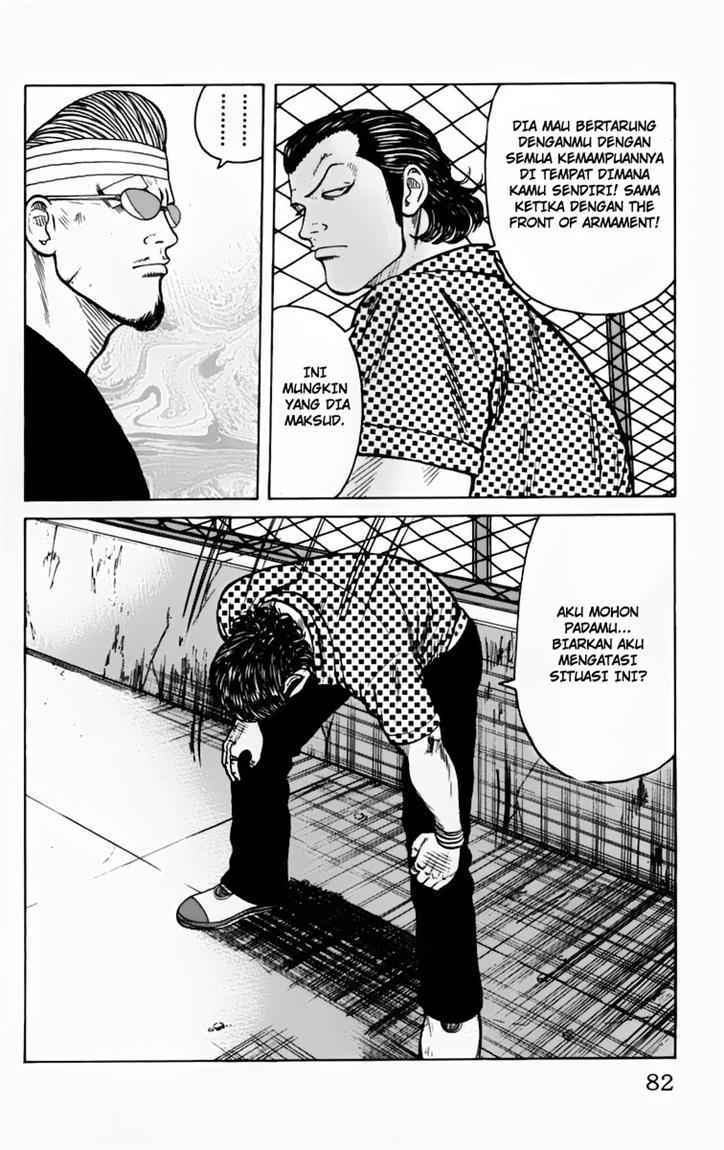 DIA MAU BERTARUNG
DENGANMU DENGAN
SEMUA KEMAMPUANNYA
DI TEMPAT DIMANA
KAMU SENDIRI! SAMA
KETIKA DENGAN THE
FRONT OF ARMAMENT!
INI
MUNGKIN
YANG DIA
MAKSUD.
..........
AKU MOHON
PADAMU...
BIARKAN AKU
MENGATASI
SITUASI INI?
82